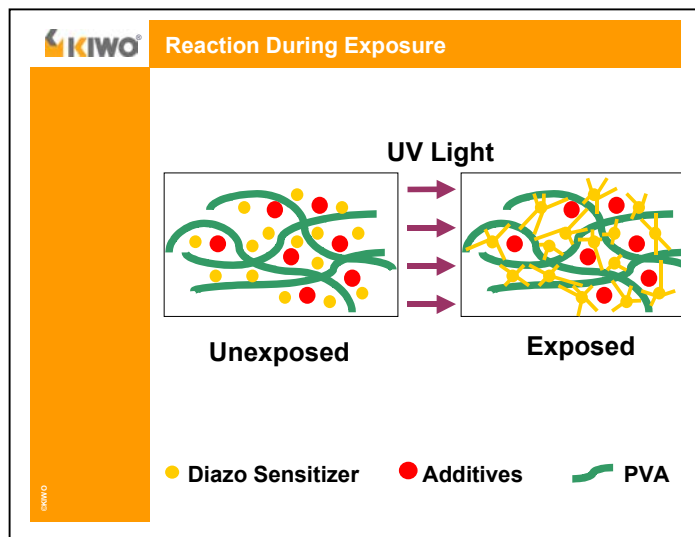 KIWO®
Reaction During Exposure
UV Light
Unexposed
Exposed
Diazo Sensitizer
Additives
PVA
©KIWO